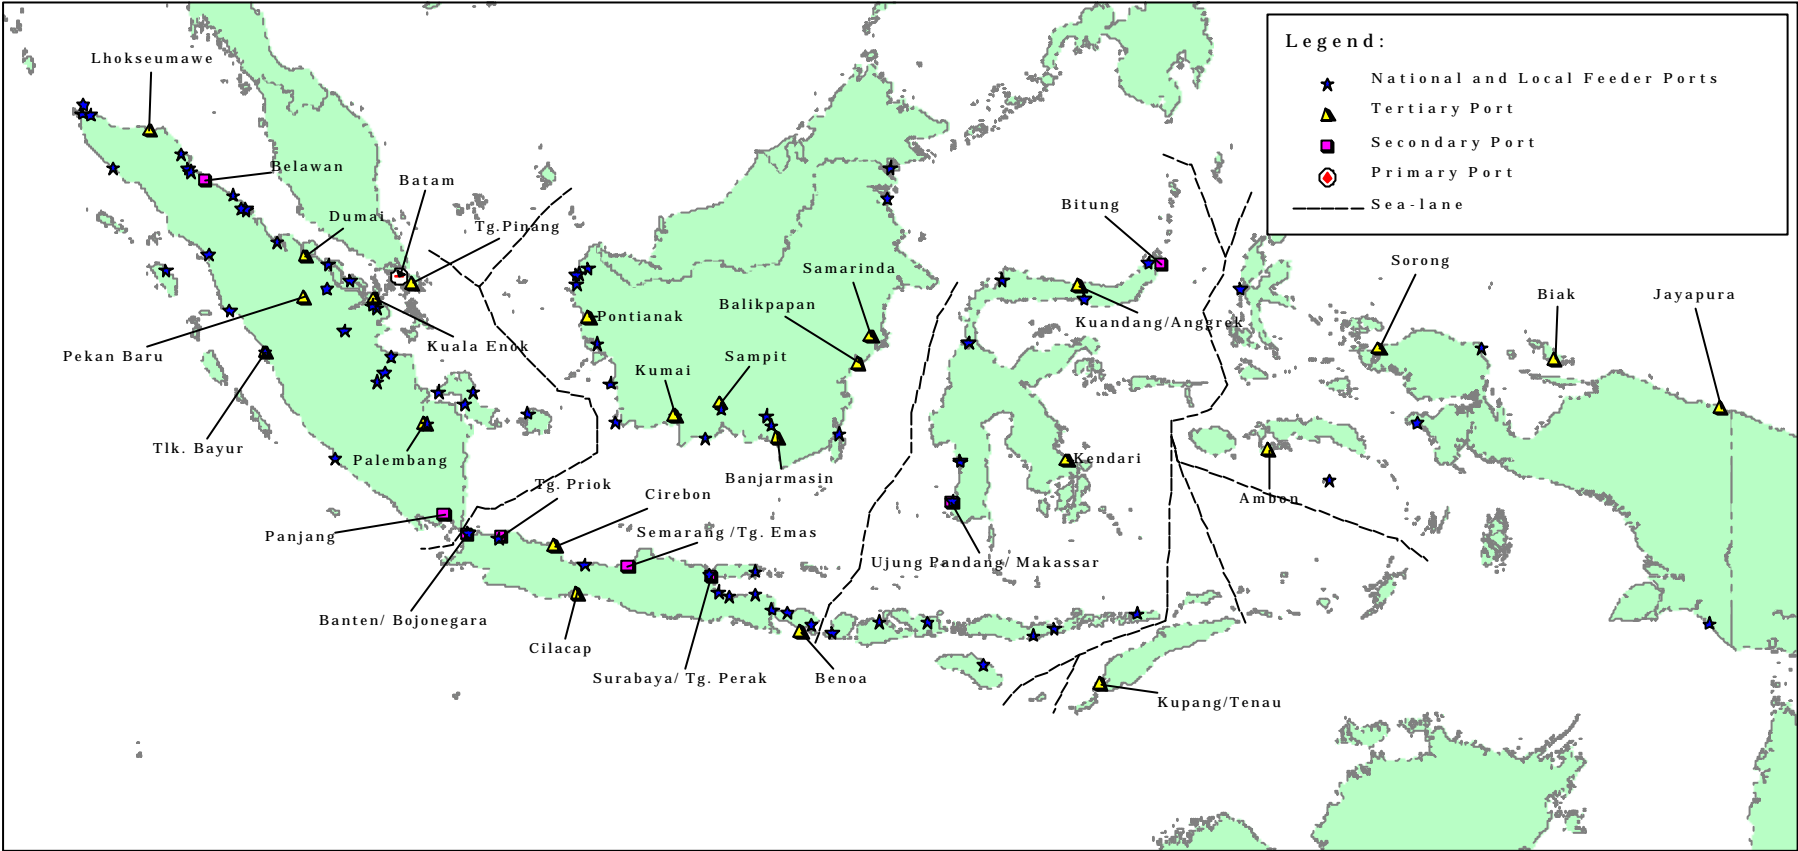 Legend:
National and Local Feeder Ports
Tertiary Port
Secondary Port
Primary Port
Sea-lane
Lhokseumawe
Belawan
Batam
Dumai
Tg.Pinang
Bitung
Samarinda
Sorong
Balikpapan
Biak
Jayapura
Pontianak
Kuandang/Anggrek
Pekan Baru
Kuala Enok
Sampit
Kumai
Tlk. Bayur
Palembang
Kendari
Banjarmasin
Tg. Priok
Cirebon
Ambon
Panjang
Semarang /Tg. Emas
Ujung Pandang/ Makassar
Banten/ Bojonegara
Cilacap
Surabaya/ Tg. Perak
Benoa
Kupang/Tenau